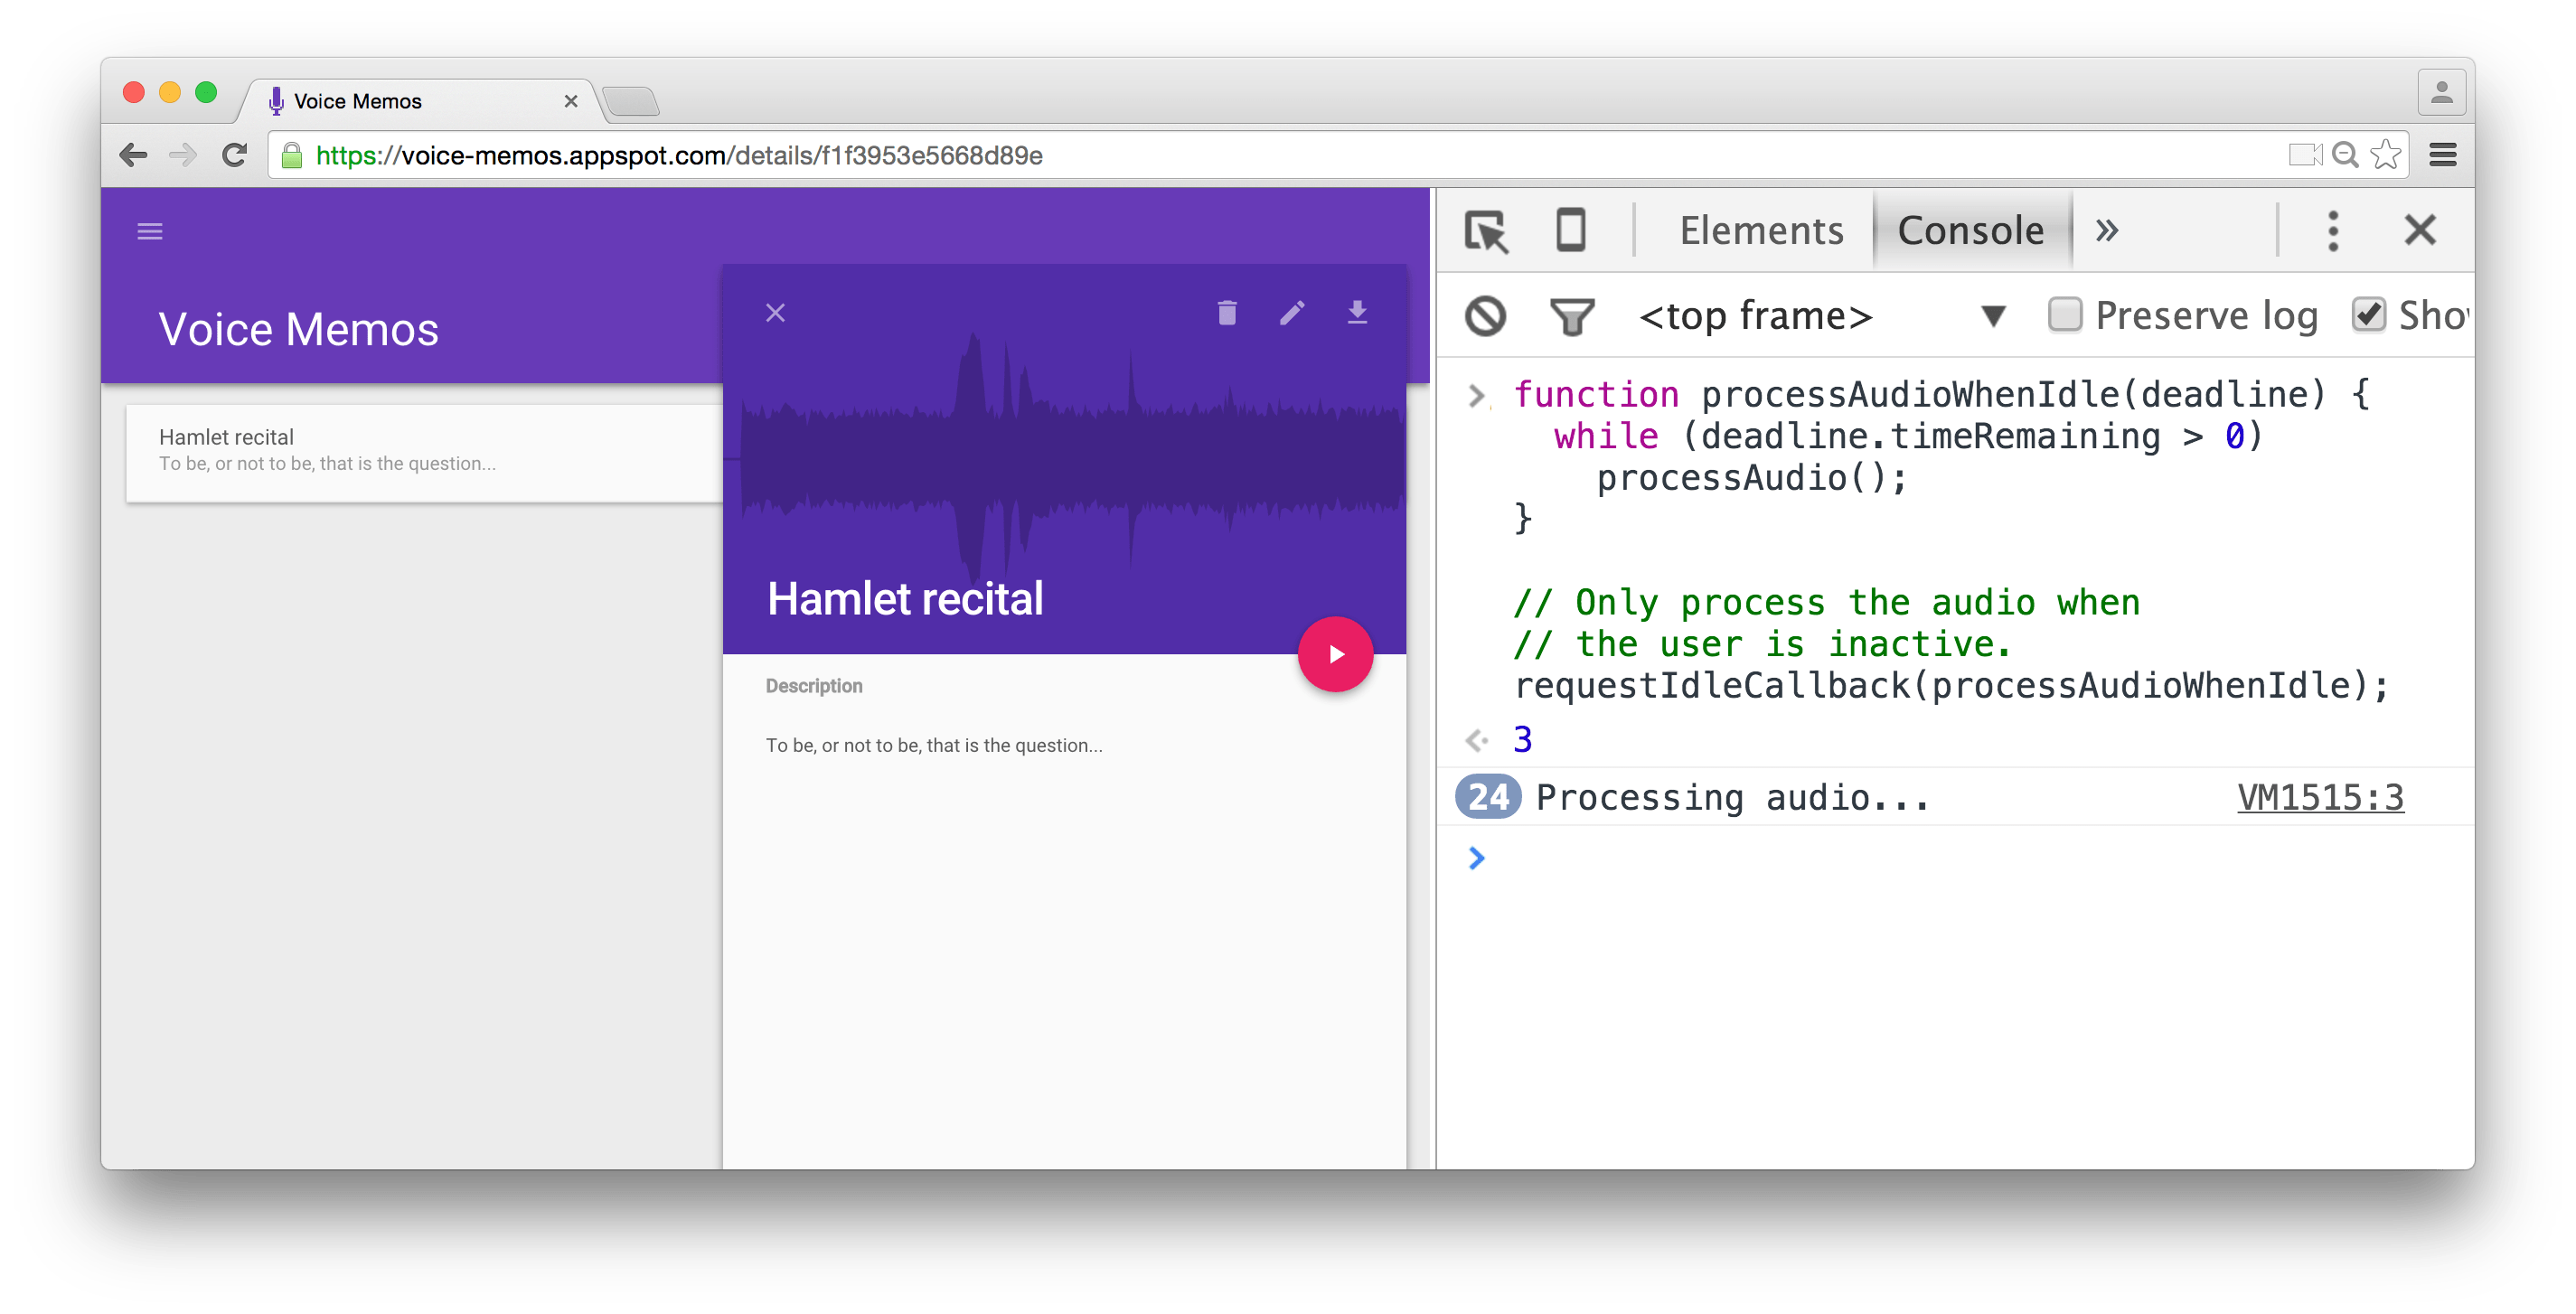 Voice Memos
https://voice-memos.appspot.com/details/f1f3953e5668d89e
Voice Memos
Hamlet recital
To be, or not to be, that is the question...
Hamlet recital
Description
To be, or not to be, that is the question...
Elements Console »
<top frame> Preserve log Sho
function processAudioWhenIdle(deadline) {
while (deadline.timeRemaining > 0)
processAudio();
}
// Only process the audio when
// the user is inactive.
requestIdleCallback(processAudioWhenIdle);
3
24 Processing audio... VM1515:3